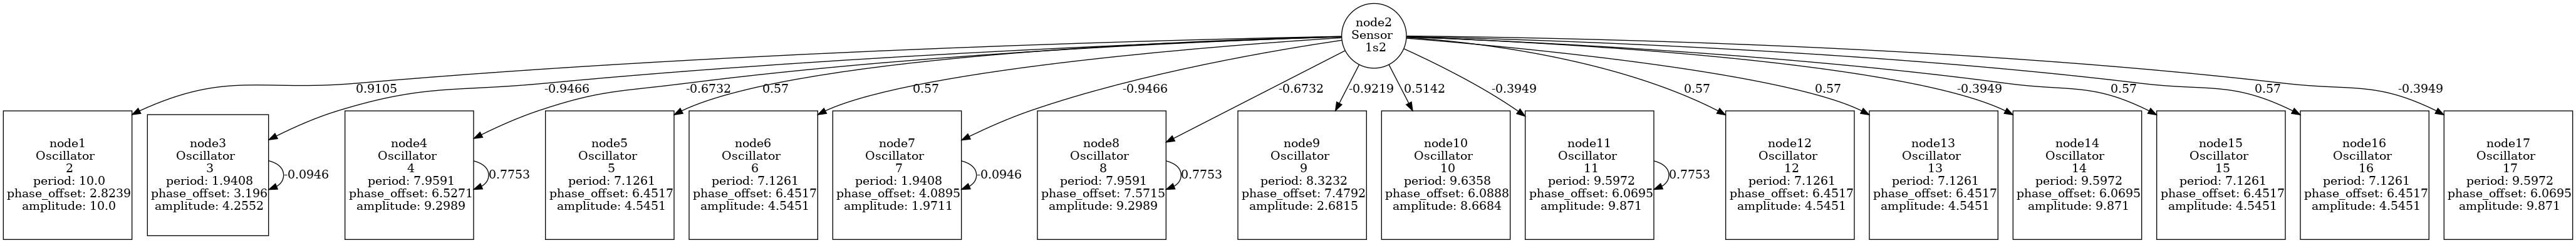 node2
Sensor
1s2
0.9105
-0.9466
-0.6732
0.57
0.57
-0.9466
-0.6732
-0.9219
0.5142
-0.3949
0.57
0.57
-0.3949
0.57
0.57
-0.3949
node1
Oscillator
2
period: 10.0
phase_offset: 2.8239
amplitude: 10.0
node3
Oscillator
3
period: 1.9408
phase_offset: 3.196
amplitude: 4.2552
-0.0946
node4
Oscillator
4
period: 7.9591
phase_offset: 6.5271
amplitude: 9.2989
0.7753
node5
Oscillator
5
period: 7.1261
phase_offset: 6.4517
amplitude: 4.5451
node6
Oscillator
6
period: 7.1261
phase_offset: 6.4517
amplitude: 4.5451
node7
Oscillator
7
period: 1.9408
phase_offset: 4.0895
amplitude: 1.9711
-0.0946
node8
Oscillator
8
period: 7.9591
phase_offset: 7.5715
amplitude: 9.2989
0.7753
node9
Oscillator
9
period: 8.3232
phase_offset: 7.4792
amplitude: 2.6815
node10
Oscillator
10
period: 9.6358
phase_offset: 6.0888
amplitude: 8.6684
node11
Oscillator
11
period: 9.5972
phase_offset: 6.0695
amplitude: 9.871
0.7753
node12
Oscillator
12
period: 7.1261
phase_offset: 6.4517
amplitude: 4.5451
node13
Oscillator
13
period: 7.1261
phase_offset: 6.4517
amplitude: 4.5451
node14
Oscillator
14
period: 9.5972
phase_offset: 6.0695
amplitude: 9.871
node15
Oscillator
15
period: 7.1261
phase_offset: 6.4517
amplitude: 4.5451
node16
Oscillator
16
period: 7.1261
phase_offset: 6.4517
amplitude: 4.5451
node17
Oscillator
17
period: 9.5972
phase_offset: 6.0695
amplitude: 9.871